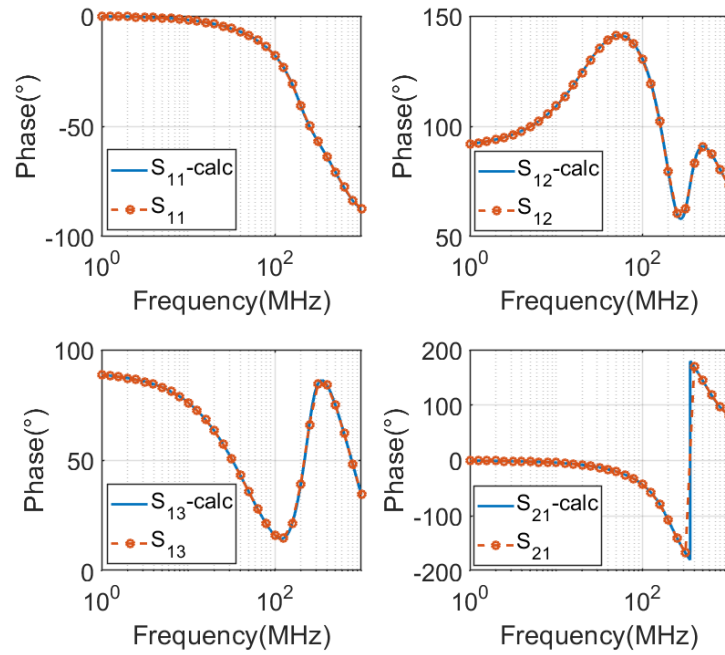 0
-50
-100
Phase(°)
S11-calc
S11
10^0
10^2
Frequency(MHz)
150
100
50
Phase(°)
S12-calc
S12
10^0
10^2
Frequency(MHz)
100
50
0
Phase(°)
S13-calc
S13
10^0
10^2
Frequency(MHz)
200
100
0
-100
-200
Phase(°)
S21-calc
S21
10^0
10^2
Frequency(MHz)